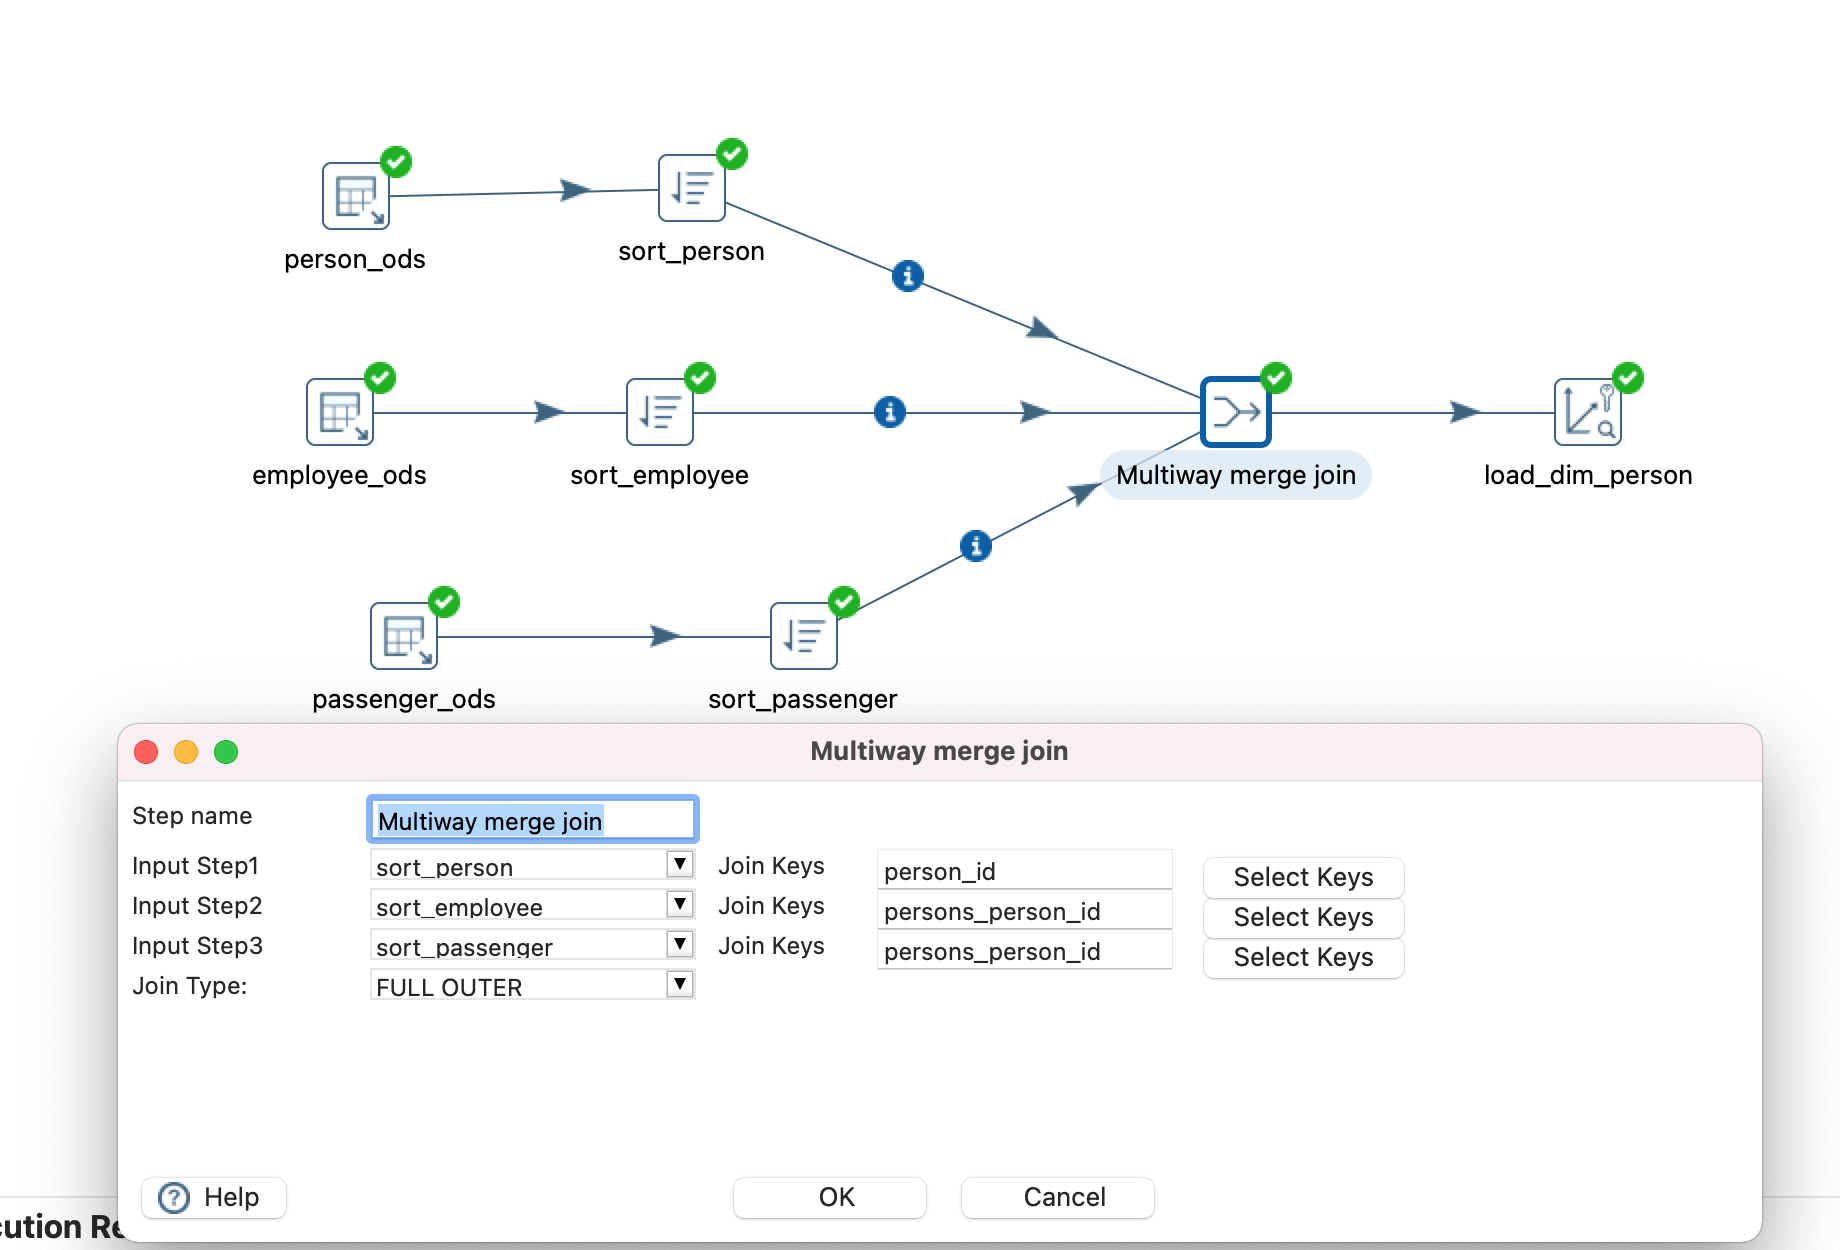 person_ods
sort_person
employee_ods
sort_employee
Multiway merge join
load_dim_person
passenger_ods
sort_passenger
Multiway merge join
Step name Multiway merge join
Input Step1 sort_person Join Keys person_id Select Keys
Input Step2 sort_employee Join Keys persons_person_id Select Keys
Input Step3 sort_passenger Join Keys persons_person_id Select Keys
Join Type: FULL OUTER
Help OK Cancel